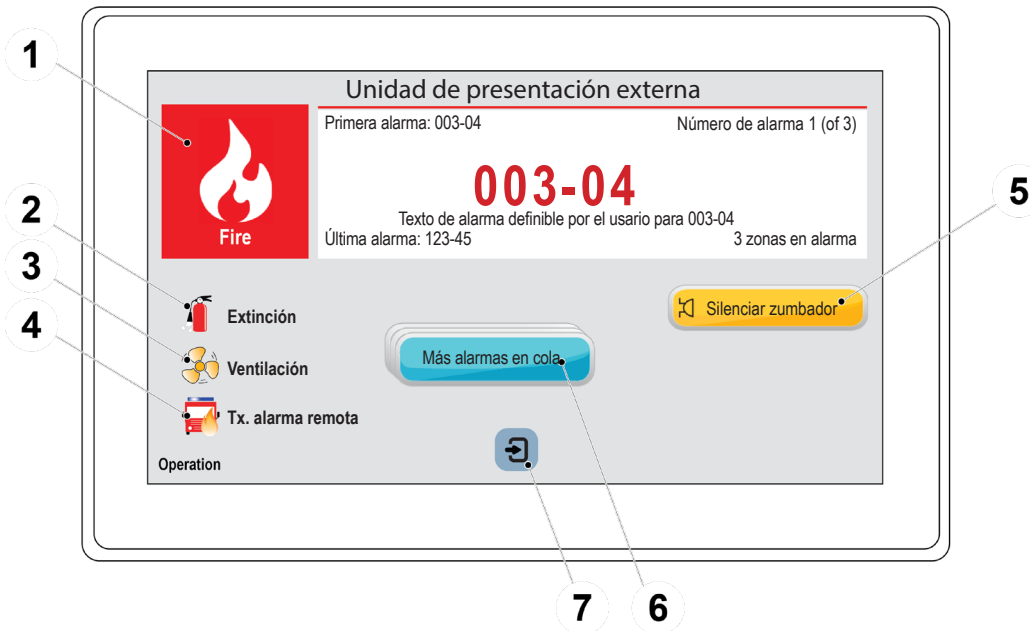 1
Unidad de presentación externa
Primera alarma: 003-04
Número de alarma 1 (of 3)
003-04
Texto de alarma definible por el usario para 003-04
Última alarma: 123-45
3 zonas en alarma
Fire
2
5
3
Extinción
Silenciar zumbador
4
Más alarmas en cola
Ventilación
Tx. alarma remota
Operation
7
6